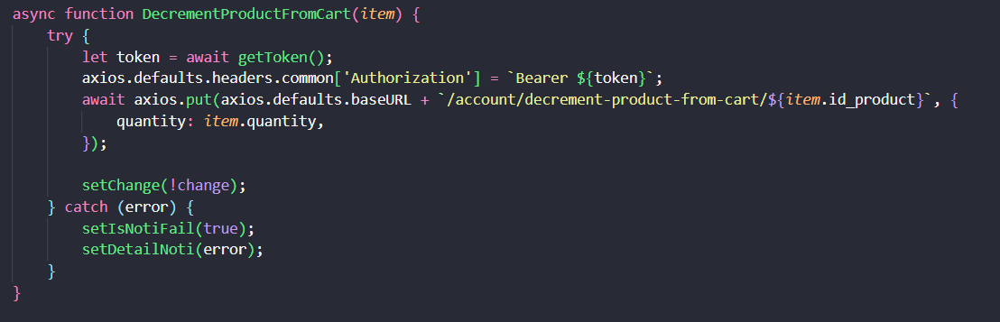 async function DecrementProductFromCart(item) {
    try {
        let token = await getToken();
        axios.defaults.headers.common['Authorization'] = `Bearer ${token}`;
        await axios.put(axios.defaults.baseURL + `/account/decrement-product-from-cart/${item.id_product}`, {
            quantity: item.quantity,
        });

        setChange(!change);
    } catch (error) {
        setIsNotiFail(true);
        setDetailNoti(error);
    }
}